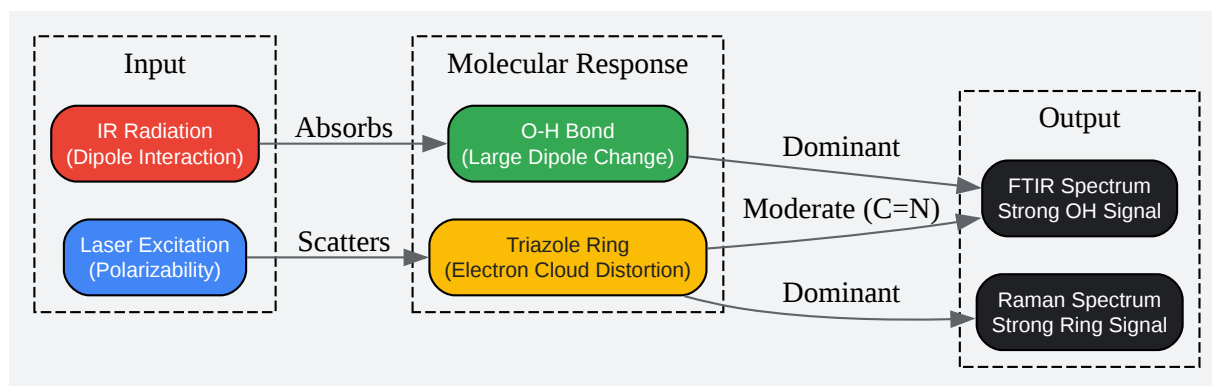 Input
IR Radiation
(Dipole Interaction)
Laser Excitation
(Polarizability)
Absorbs
Scatters
Molecular Response
O-H Bond
(Large Dipole Change)
Triazole Ring
(Electron Cloud Distortion)
Dominant
Moderate (C=N)
Dominant
Output
FTIR Spectrum
Strong OH Signal
Raman Spectrum
Strong Ring Signal